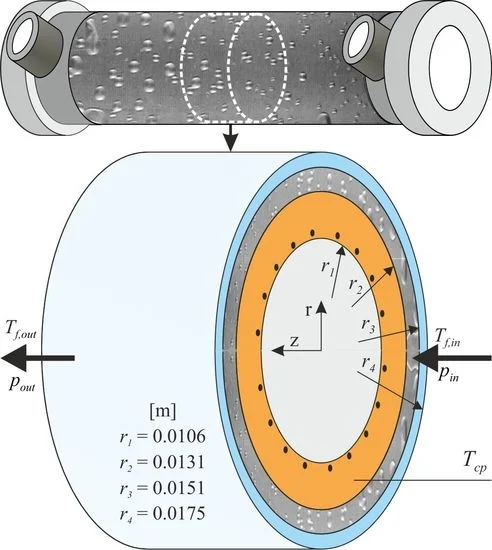 r1
r2
r
r3
z
r4
Tf,out
pout
Tf,in
pin
[m]
r1 = 0.0106
r2 = 0.0131
r3 = 0.0151
r4 = 0.0175
Tcp